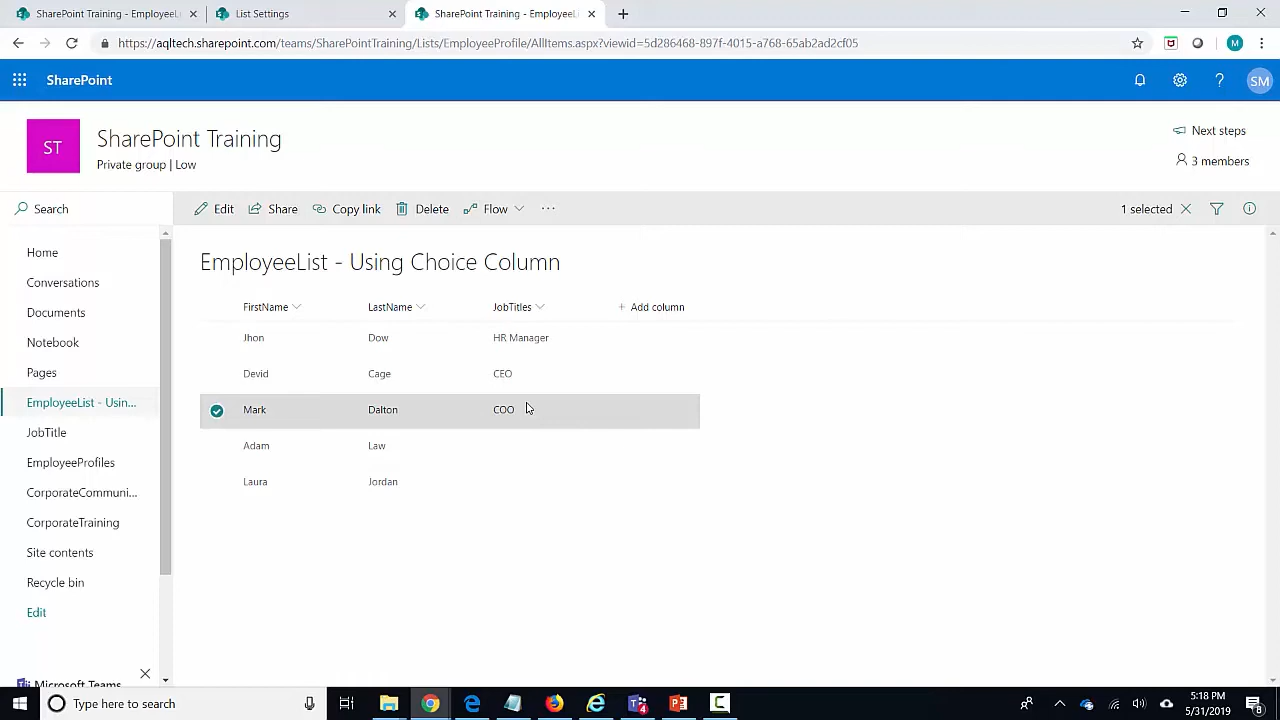 SharePoint Training - EmployeeL
List Settings
SharePoint Training - EmployeeLi
https://aqltech.sharepoint.com/teams/SharePointTraining/Lists/EmployeeProfile/AllItems.aspx?viewid=5d286468-897f-4015-a768-65ab2ad2cf05
M
SharePoint
?
SM
ST
SharePoint Training
Private group | Low
Next steps
3 members
Search
Edit
Share
Copy link
Delete
Flow
1 selected
Home
Conversations
Documents
Notebook
Pages
EmployeeList - Usin...
JobTitle
EmployeeProfiles
CorporateCommuni...
CorporateTraining
Site contents
Recycle bin
Edit
Microsoft Teams
EmployeeList - Using Choice Column
FirstName LastName JobTitles + Add column
Jhon Dow HR Manager
Devid Cage CEO
Mark Dalton COO
Adam Law
Laura Jordan
Type here to search
5:18 PM
5/31/2019